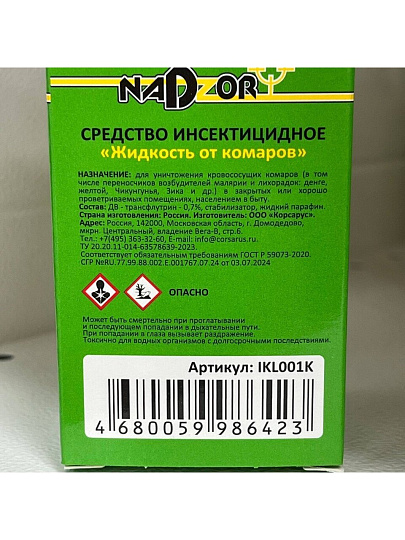 NADZOR
СРЕДСТВО ИНСЕКТИЦИДНОЕ
«Жидкость от комаров»
НАЗНАЧЕНИЕ: для уничтожения кровососущих комаров (в том
числе переносчиков возбудителей малярии и лихорадок: денге,
желтой, Чикунгунья, Зика и др.) в закрытых или хорошо
проветриваемых помещениях, населением в быту.
Состав: ДВ - трансфлутрин - 0,7%, стабилизатор, жидкий парафин.
Страна изготовления: Россия. Изготовитель: ООО «Корсарус».
Адрес: Россия, 142000, Московская область, г. Домодедово,
мкрн. Центральный, владение Вега-В, стр.6.
Тел.: +7(495) 363-32-60, E-mail: info@corsarus.ru.
ТУ 20.20.11-014-63578639-2023
Соответствует обязательным требованиям ГОСТ Р 59073-2020.
СГР №RU.77.99.88.002.Е.001767.07.24 от 03.07.2024
ОПАСНО
Может быть смертельно при проглатывании
и последующем попадании в дыхательные пути.
При попадании в глаза вызывает раздражение.
Токсично для водных организмов с долгосрочными последствиями.
Артикул: IKL001K
4 680059 986423